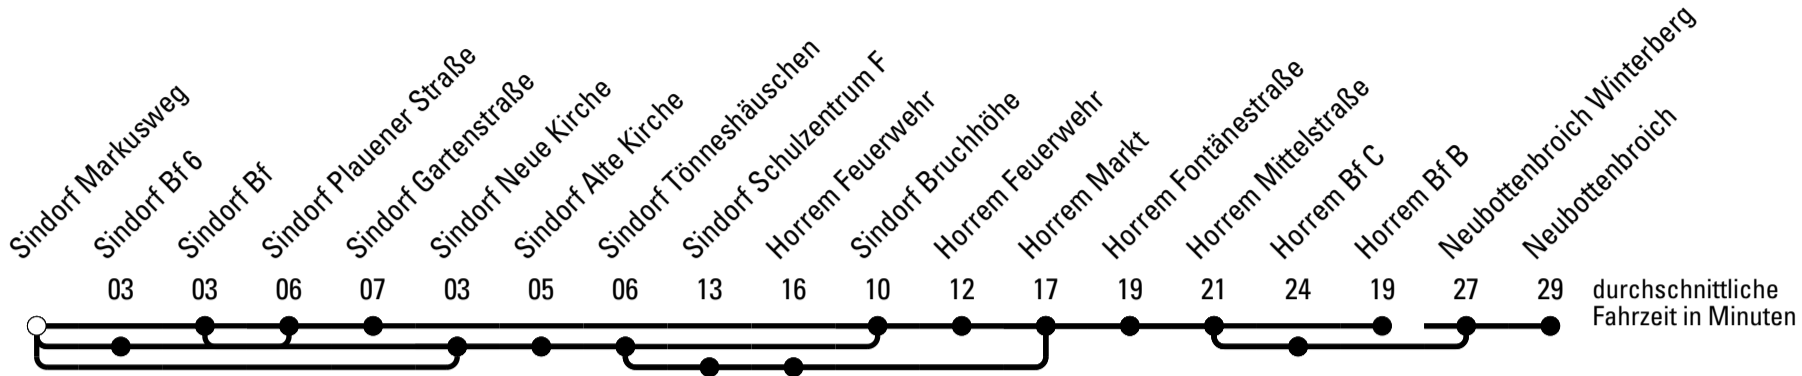 Sindorf Markusweg
Sindorf Bf 6
Sindorf Bf
Sindorf Plauener Straße
Sindorf Gartenstraße
Sindorf Neue Kirche
Sindorf Alte Kirche
Sindorf Tönneshäuschen
Sindorf Schulzentrum F
Horrem Feuerwehr
Sindorf Bruchhöhe
Horrem Feuerwehr
Horrem Markt
Horrem Fontänestraße
Horrem Mittelstraße
Horrem Bf C
Horrem Bf B
Neubottenbroich Winterberg
Neubottenbroich
03 03 06 07 03 05 06 13 16 10 12 17 19 21 24 19 27 29
durchschnittliche
Fahrzeit in Minuten